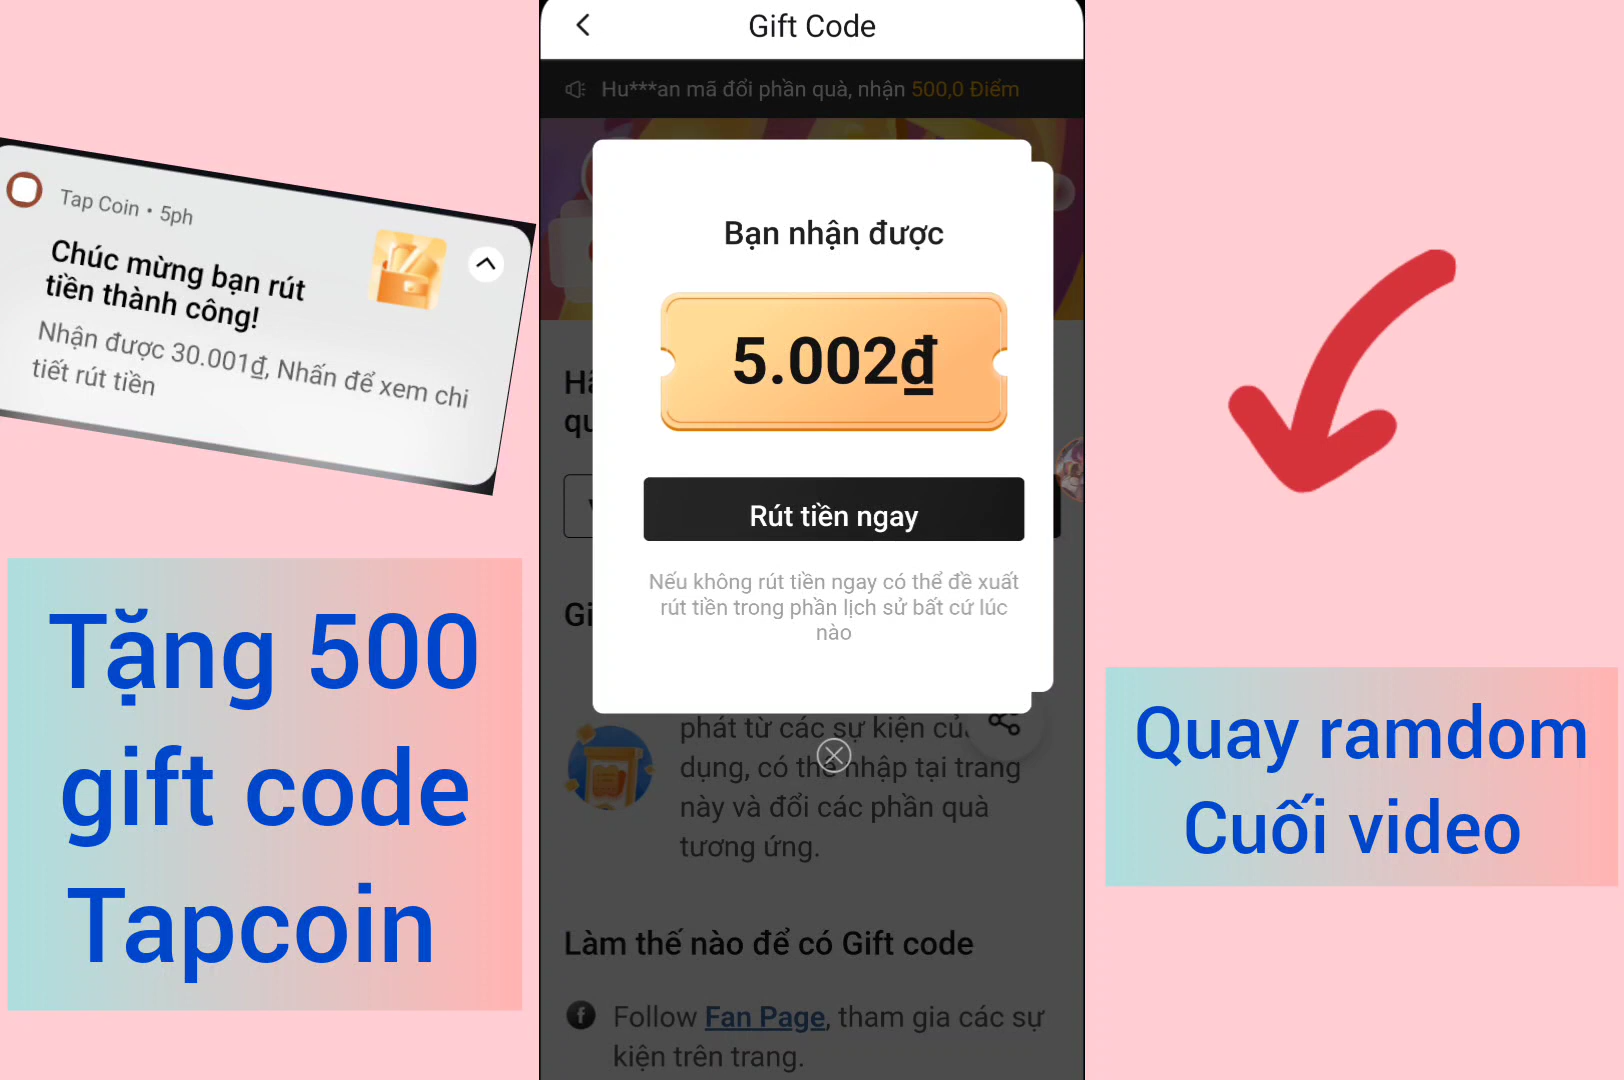 Gift Code
Hu***an mã đổi phần quà, nhận 500,0 Điểm
Tap Coin • 5ph
Chúc mừng bạn rút
tiền thành công!
Nhận được 30.001₫, Nhấn để xem chi
tiết rút tiền
Bạn nhận được
5.002₫
Rút tiền ngay
Nếu không rút tiền ngay có thể đề xuất
rút tiền trong phần lịch sử bất cứ lúc
nào
Tặng 500
gift code
Tapcoin
Quay ramdom
Cuối video
phát từ các sự kiện
dụng, có thể nhập tại trang
này và đổi các phần quà
tương ứng.
Làm thế nào để có Gift code
Follow Fan Page, tham gia các sự
kiện trên trang.